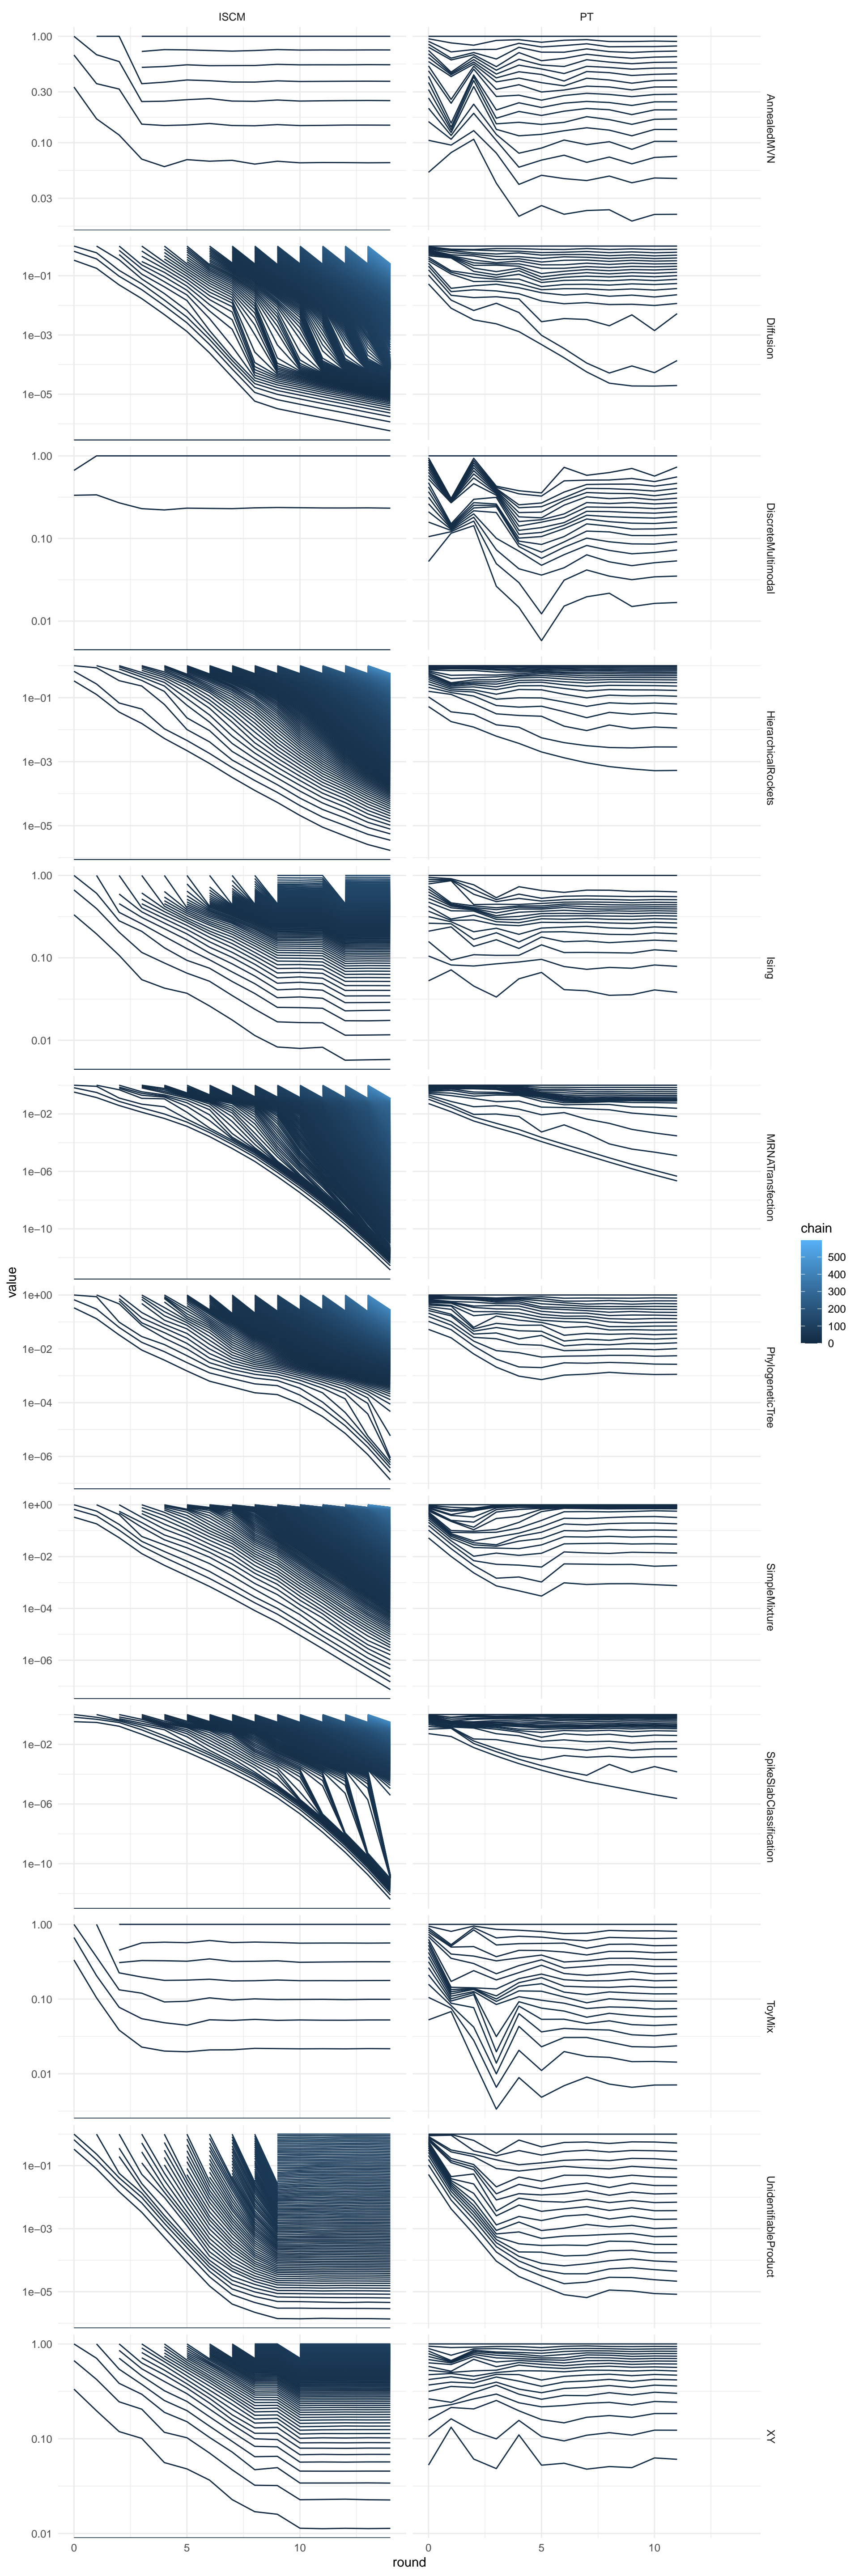 ISCM PT
1.00
0.30
0.10
0.03
AnnealedMVN
1e−01
1e−03
1e−05
Diffusion
1.00
0.10
0.01
DiscreteMultimodal
1e−01
1e−03
1e−05
HierarchicalRockets
1.00
0.10
0.01
Ising
1e−02
1e−06
1e−10
MRNATransfection
1e+00
1e−02
1e−04
1e−06
PhylogeneticTree
1e+00
1e−02
1e−04
1e−06
SimpleMixture
1e−02
1e−06
1e−10
SpikeSlabClassification
1.00
0.10
0.01
ToyMix
1e−01
1e−03
1e−05
UnidentifiableProduct
1.00
0.10
0.01
XY
0 5 10 0 5 10
round
value
chain
500
400
300
200
100
0